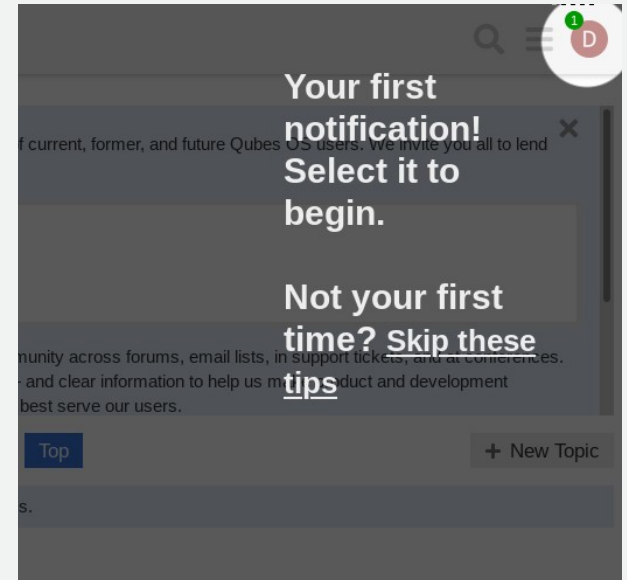 1
D
Your first
notification!
Select it to
begin.
Not your first
time? Skip these
tips
f current, former, and future Qubes OS users. We invite you all to lend
munity across forums, email lists, in support tickets, and at conferences.
- and clear information to help us product and development
best serve our users.
Top
+ New Topic
s.